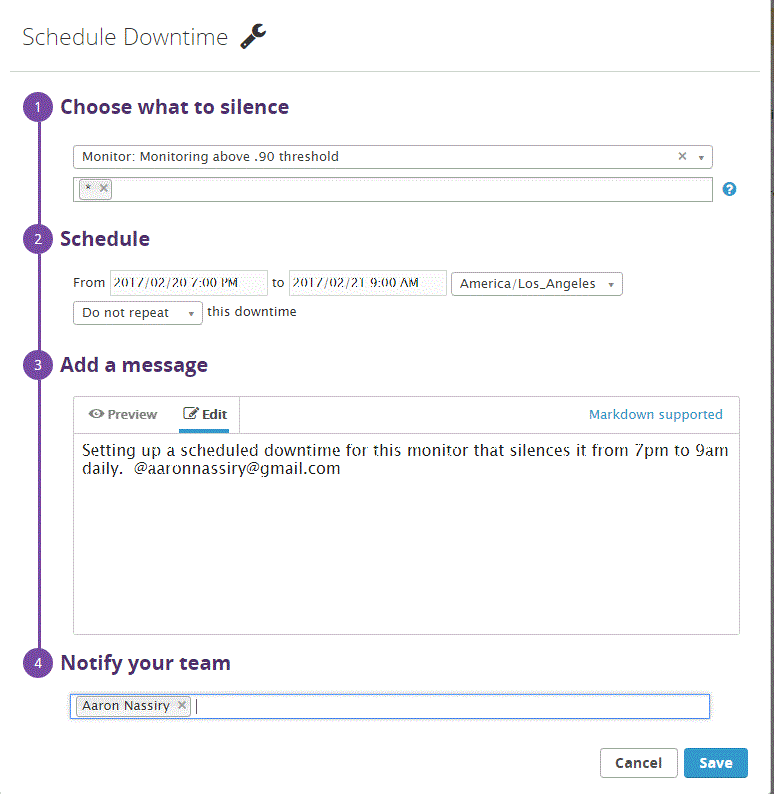 Schedule Downtime
1 Choose what to silence
Monitor: Monitoring above .90 threshold × ▾
* × ?
2 Schedule
From 2017/02/20 7:00 PM to 2017/02/21 9:00 AM America/Los_Angeles ▾
Do not repeat ▾ this downtime
3 Add a message
Preview Edit Markdown supported
Setting up a scheduled downtime for this monitor that silences it from 7pm to 9am
daily.  @aaronnassiry@gmail.com
4 Notify your team
Aaron Nassiry ×
Cancel Save